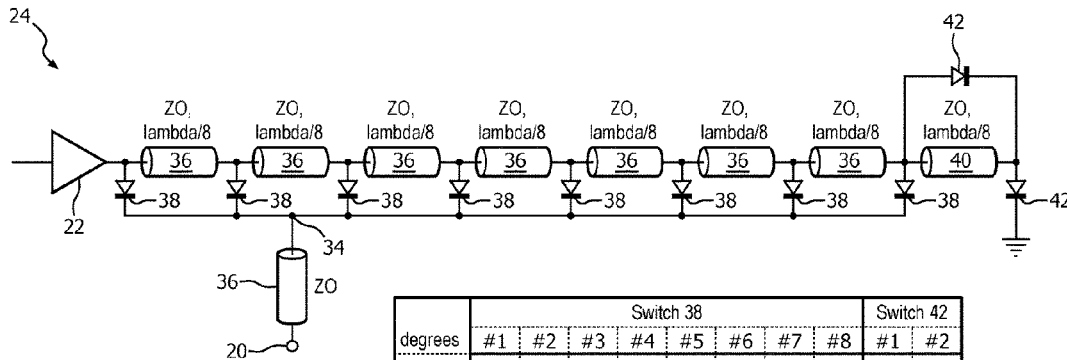 24
42
ZO, lambda/8
ZO, lambda/8
ZO, lambda/8
ZO, lambda/8
ZO, lambda/8
ZO, lambda/8
ZO, lambda/8
ZO, lambda/8
36 36 36 36 36 36 36 40
22
38 38 38 38 38 38 38 38 42
34
36 ZO
20
Switch 38 Switch 42
degrees #1 #2 #3 #4 #5 #6 #7 #8 #1 #2